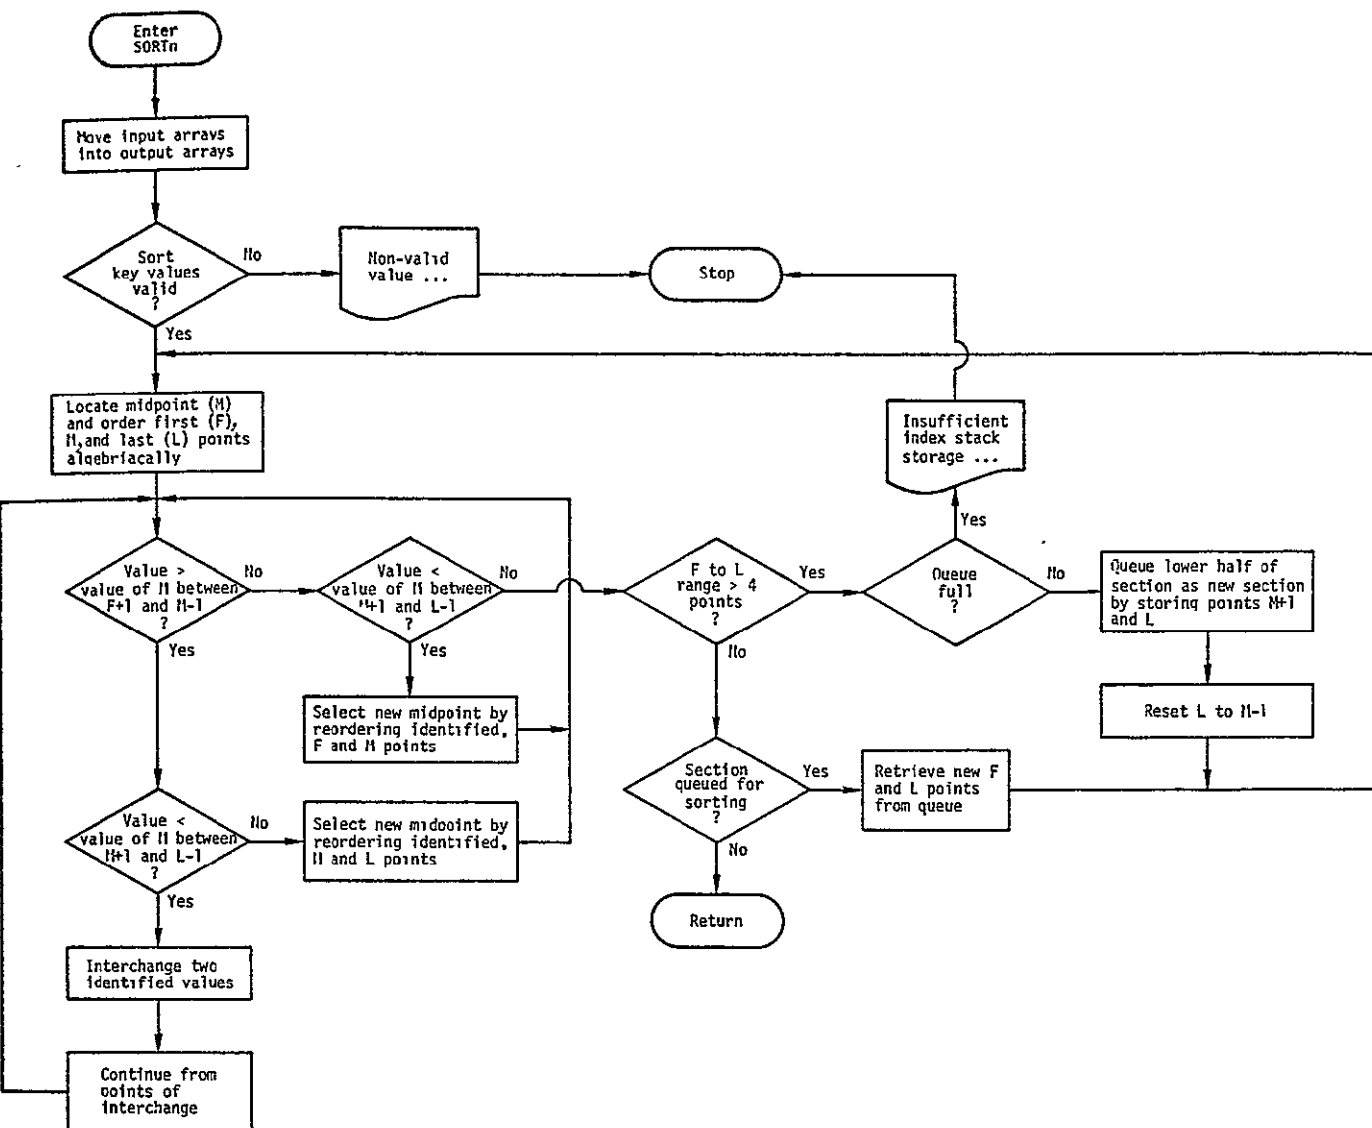 Enter
SORTn
Move input arrays
into output arrays
Sort
key values
valid
?
No
Yes
Non-valid
value ...
Stop
Locate midpoint (M)
and order first (F),
M,and last (L) points
algebriacally
Insufficient
index stack
storage ...
Yes
Value >
value of M between
F+1 and M-1
?
No
Yes
Value <
value of M between
M+1 and L-1
?
No
Yes
F to L
range > 4
points
?
Yes
No
Queue
full
?
No
Queue lower half of
section as new section
by storing points M+1
and L
Select new midpoint by
reordering identified,
F and M points
Reset L to M-1
Section
queued for
sorting
?
Yes
No
Retrieve new F
and L points
from queue
Value <
value of M between
M+1 and L-1
?
No
Yes
Select new midpoint by
reordering identified,
M and L points
Return
Interchange two
identified values
Continue from
points of
interchange